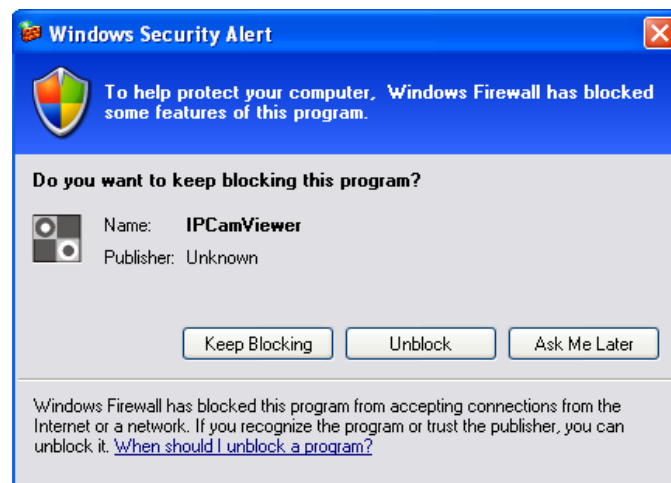 Windows Security Alert
To help protect your computer, Windows Firewall has blocked
some features of this program.
Do you want to keep blocking this program?
Name: IPCamViewer
Publisher: Unknown
Keep Blocking Unblock Ask Me Later
Windows Firewall has blocked this program from accepting connections from the
Internet or a network. If you recognize the program or trust the publisher, you can
unblock it. When should I unblock a program?